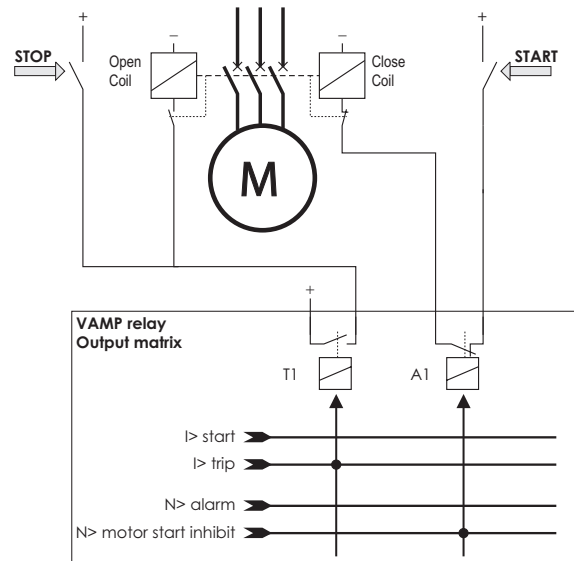 +
+
STOP
Open
Coil
–
–
Close
Coil
START
M
+
VAMP relay
Output matrix
T1
A1
I> start
I> trip
N> alarm
N> motor start inhibit